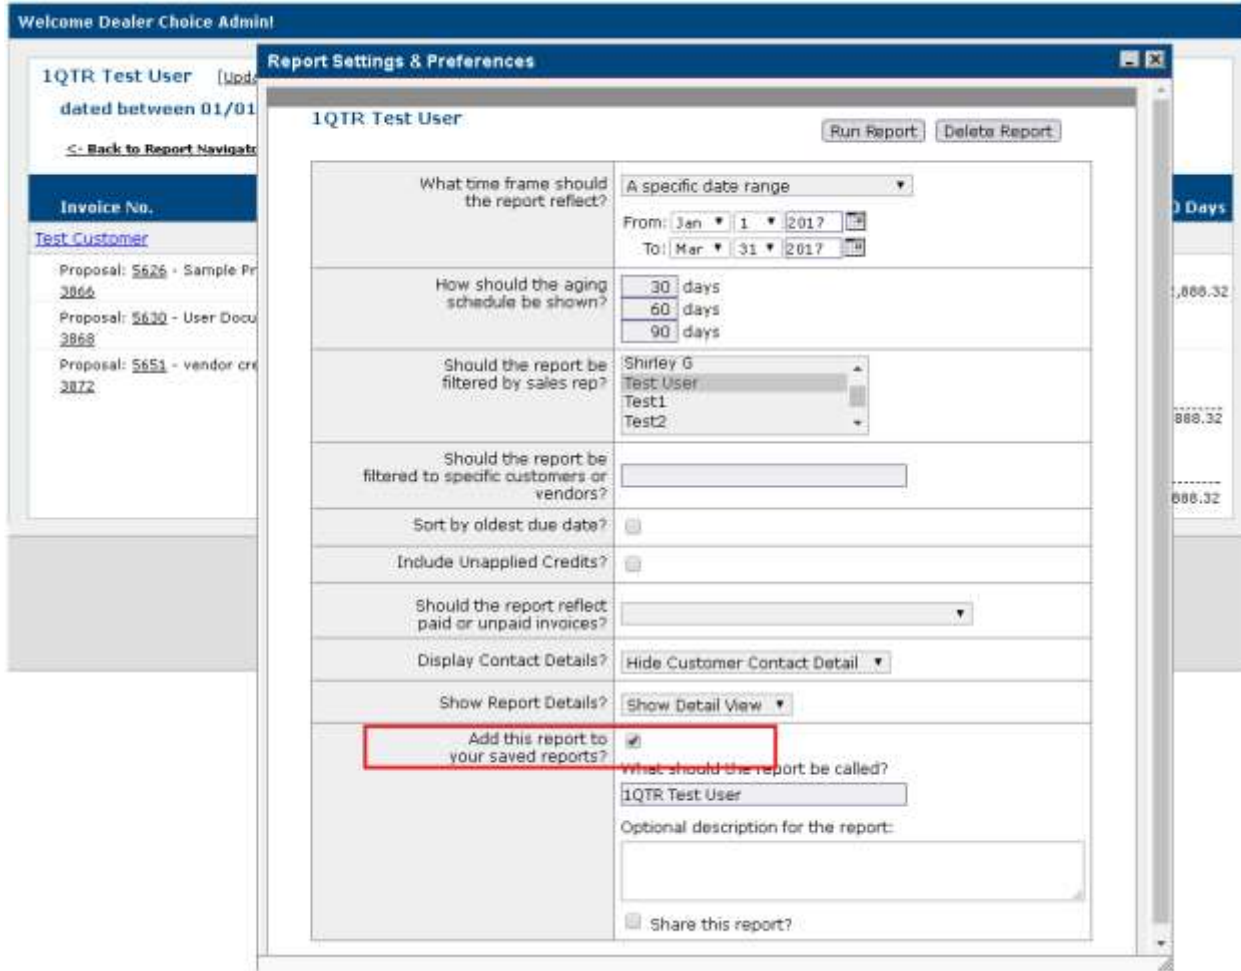 Welcome Dealer Choice Admin!
Report Settings & Preferences
1QTR Test User [Upda
dated between 01/01
<- Back to Report Navigato
Invoice No.
Days
Test Customer
Proposal: 5626 - Sample Pr
3866
,888.32
Proposal: 5630 - User Docu
3868
Proposal: 5651 - vendor cre
3872
888.32
888.32
1QTR Test User
Run Report Delete Report
What time frame should
the report reflect?
A specific date range
From: Jan 1 2017
To: Mar 31 2017
How should the aging
schedule be shown?
30 days
60 days
90 days
Should the report be
filtered by sales rep?
Shirley G
Test User
Test1
Test2
Should the report be
filtered to specific customers or
vendors?
Sort by oldest due date?
Include Unapplied Credits?
Should the report reflect
paid or unpaid invoices?
Display Contact Details? Hide Customer Contact Detail
Show Report Details? Show Detail View
Add this report to
your saved reports?
What should the report be called?
1QTR Test User
Optional description for the report:
Share this report?